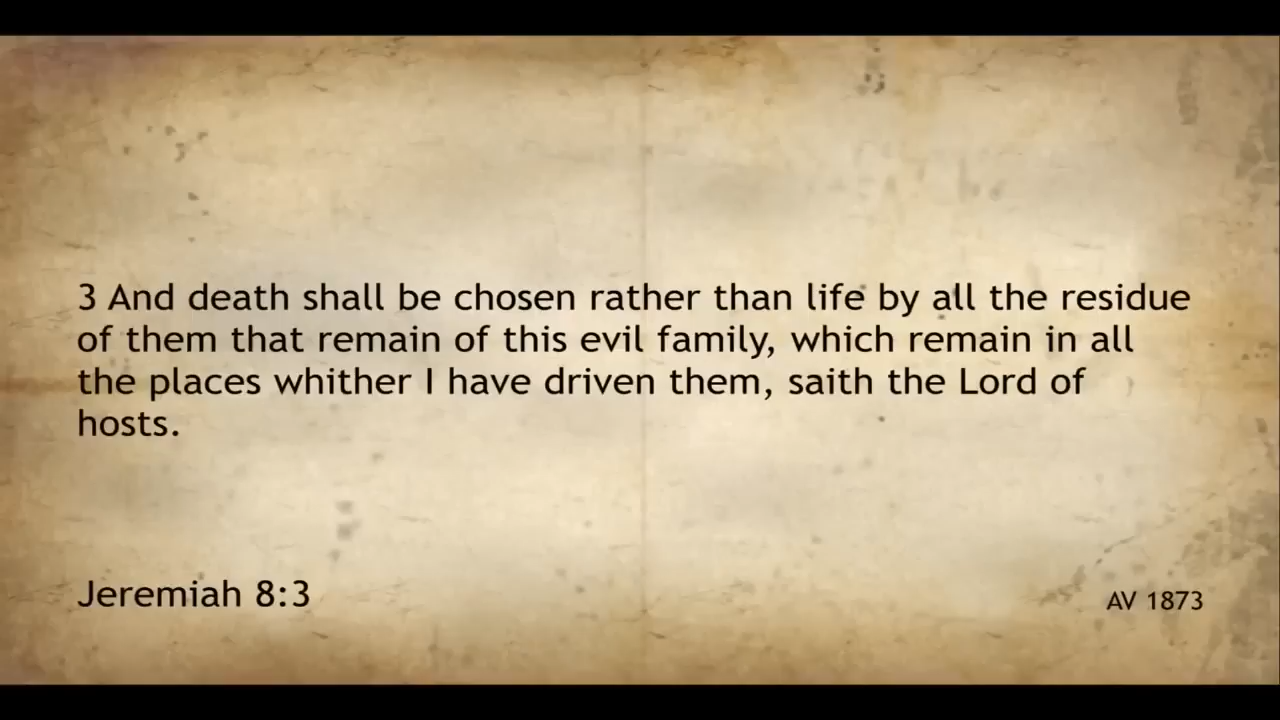 3 And death shall be chosen rather than life by all the residue
of them that remain of this evil family, which remain in all
the places whither I have driven them, saith the Lord of
hosts.
Jeremiah 8:3
AV 1873